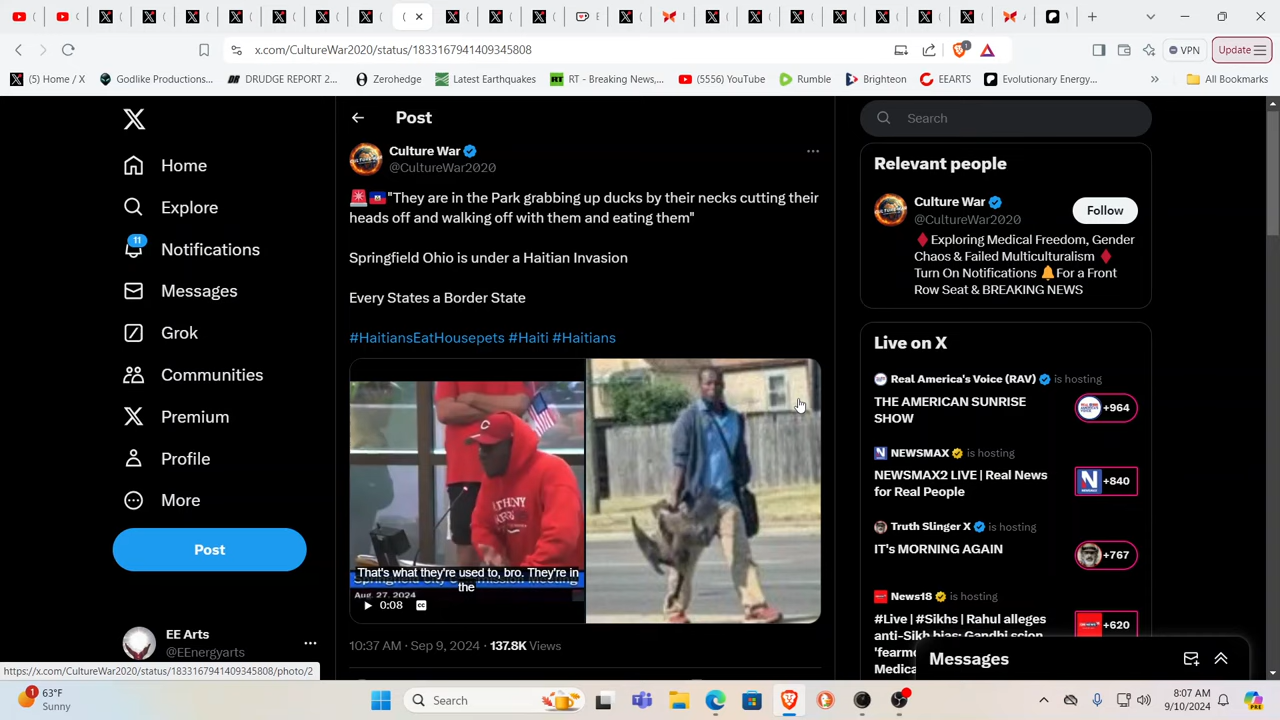 x.com/CultureWar2020/status/1833167941409345808
VPN
Update
(5) Home / X
Godlike Productions...
DRUDGE REPORT 2...
Zerohedge
Latest Earthquakes
RT - Breaking News,...
(5556) YouTube
Rumble
Brighteon
EEARTS
Evolutionary Energy...
All Bookmarks
Home
Explore
11
Notifications
Messages
Grok
Communities
Premium
Profile
More
Post
EE Arts
@EEnergyarts
Post
Culture War
@CultureWar2020
"They are in the Park grabbing up ducks by their necks cutting their
heads off and walking off with them and eating them"
Springfield Ohio is under a Haitian Invasion
Every States a Border State
#HaitiansEatHousepets #Haiti #Haitians
That's what they're used to, bro. They're in
the
Aug. 27, 2024
0:08
CC
10:37 AM · Sep 9, 2024 · 137.8K Views
Search
Relevant people
Culture War
@CultureWar2020
Follow
Exploring Medical Freedom, Gender
Chaos & Failed Multiculturalism
Turn On Notifications For a Front
Row Seat & BREAKING NEWS
Live on X
Real America's Voice (RAV) is hosting
THE AMERICAN SUNRISE
SHOW
+964
NEWSMAX is hosting
NEWSMAX2 LIVE | Real News
for Real People
+840
Truth Slinger X is hosting
IT'S MORNING AGAIN
+767
News18 is hosting
#Live | #Sikhs | Rahul alleges
anti-Sikh bias; Gandhi scion
'fearmo
Medica
+620
Messages
https://x.com/CultureWar2020/status/1833167941409345808/photo/2
1
63°F
Sunny
Search
8:07 AM
9/10/2024